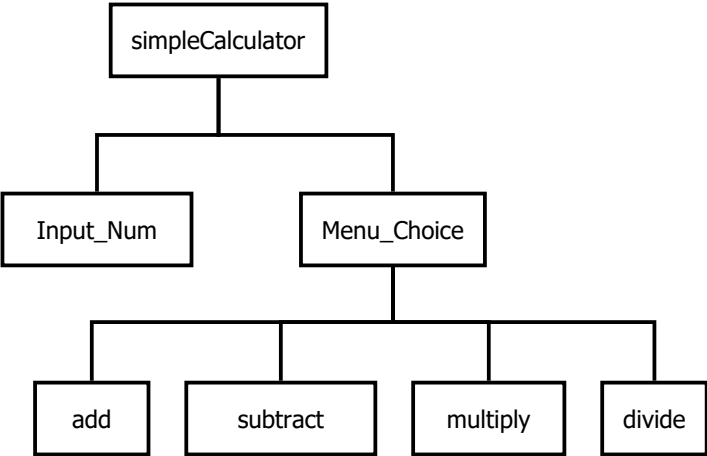 simpleCalculator
Input_Num
Menu_Choice
add
subtract
multiply
divide